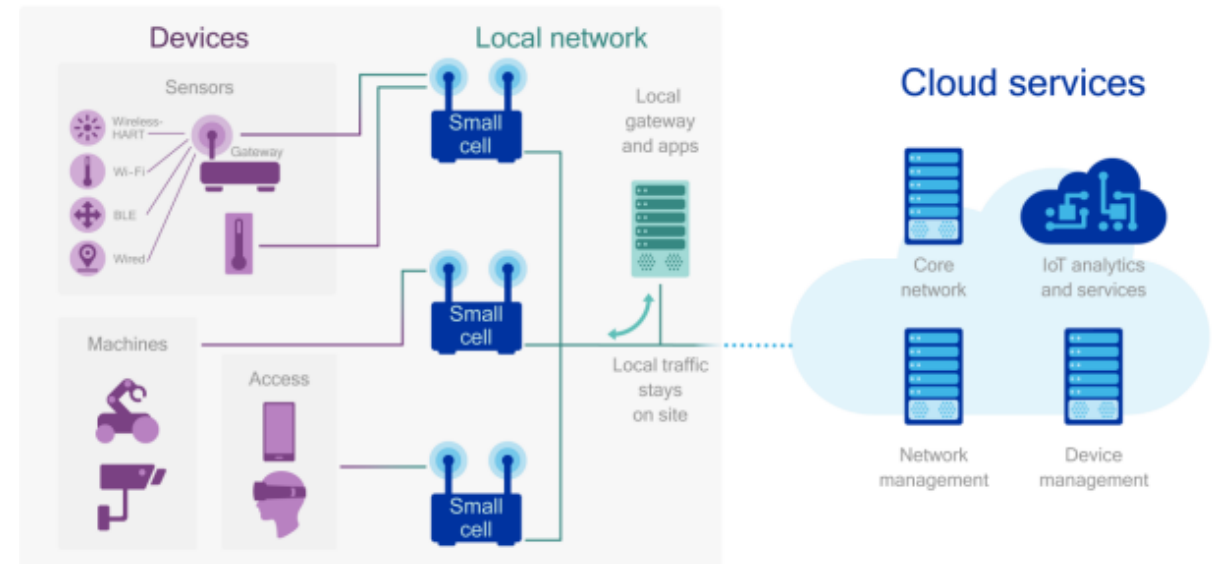 Devices
Local network
Cloud services
Sensors
Wireless-
HART
Wi-Fi
BLE
Wired
Gateway
Small
cell
Local
gateway
and apps
Small
cell
Machines
Access
Local traffic
stays
on site
Small
cell
Core
network
IoT analytics
and services
Network
management
Device
management